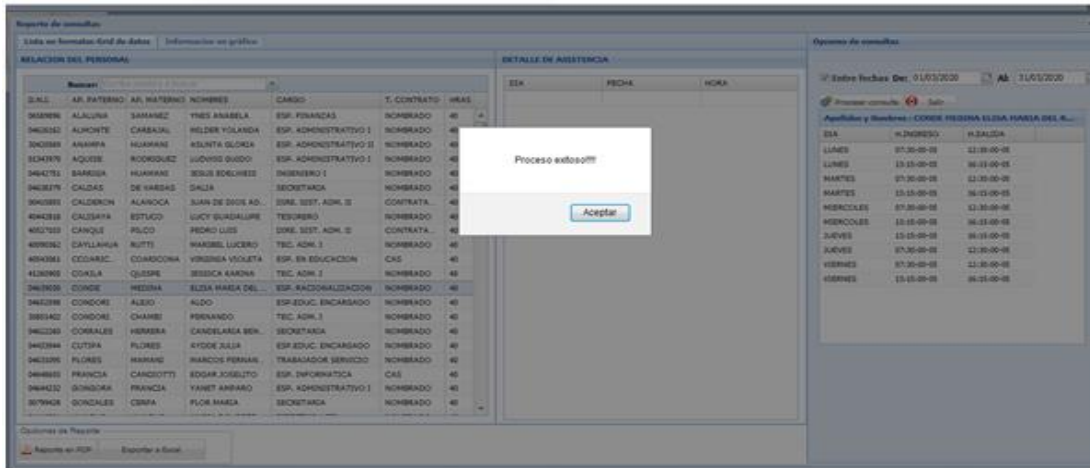 Reporte de consultas
Lista en formatos Grid de datos Informacion en gráfico
RELACION DEL PERSONAL
Buscar:
D.N.I. AP. PATERNO AP. MATERNO NOMBRES CARGO T. CONTRATO HRAS
ALALUNA SAMANEZ YNES ANABELA ESP. FINANZAS NOMBRADO 40
ALMONTE CARBAJAL HELDER YOLANDA ESP. ADMINISTRATIVO I NOMBRADO 40
ANAMPA HUAMANI ASUNTA GLORIA ESP. ADMINISTRATIVO II NOMBRADO 40
AQUISE RODRIGUEZ LUDWIG GUIDO ESP. ADMINISTRATIVO I NOMBRADO 40
BARRIGA HUAMANI JESUS EDELWEIS INGENIERO I NOMBRADO 40
CALDAS DE VARGAS DALIA SECRETARIA NOMBRADO 40
CALDERON ALANOCA JUAN DE DIOS AD... DIRE. SIST. ADM. II CONTRATA... 40
CALISAYA ESTUCO LUCY GUADALUPE TESORERO NOMBRADO 40
CANQUI PILCO PEDRO LUIS DIRE. SIST. ADM. II CONTRATA... 40
CAYLLAHUA RUTTI MARIBEL LUCERO TEC. ADM. I NOMBRADO 40
CCOARIC... COARICONA VIRGINIA VIOLETA ESP. EN EDUCACION CAS 40
COAILA QUISPE JESSICA KARINA TEC. ADM. I NOMBRADO 40
CONDE MEDINA ELISA MARIA DEL... ESP. RACIONALIZACION NOMBRADO 40
CONDORI ALEJO ALDO ESP.EDUC. ENCARGADO NOMBRADO 40
CONDORI CHAMBI FERNANDO TEC. ADM. I NOMBRADO 40
CORRALES HERRERA CANDELARIA BEN... SECRETARIA NOMBRADO 40
CUTIPA FLORES AYDEE JULIA ESP.EDUC. ENCARGADO NOMBRADO 40
FLORES MAMANI MARCOS FERNAN... TRABAJADOR SERVICIO NOMBRADO 40
FRANCIA CANDIOTTI EDGAR JOSELITO ESP. INFORMATICA CAS 40
GONGORA FRANCIA YANET AMPARO ESP. ADMINISTRATIVO I NOMBRADO 40
GONZALES CERPA FLOR MARIA SECRETARIA NOMBRADO 40
Opciones de Reporte
Reporte en PDF Exportar a Excel
DETALLE DE ASISTENCIA
DIA FECHA HORA
Proceso exitoso!!!!
Aceptar
Opciones de consultas
Entre fechas De: 01/03/2020 Al: 31/03/2020
Procesar consulta Salir
Apellidos y Nombres : CONDE MEDINA ELISA MARIA DEL R...
DIA H.INGRESO H.SALIDA
LUNES 07:30:00-05 12:30:00-05
LUNES 13:15:00-05 16:15:00-05
MARTES 07:30:00-05 12:30:00-05
MARTES 13:15:00-05 16:15:00-05
MIERCOLES 07:30:00-05 12:30:00-05
MIERCOLES 13:15:00-05 16:15:00-05
JUEVES 13:15:00-05 16:15:00-05
JUEVES 07:30:00-05 12:30:00-05
VIERNES 07:30:00-05 12:30:00-05
VIERNES 13:15:00-05 16:15:00-05